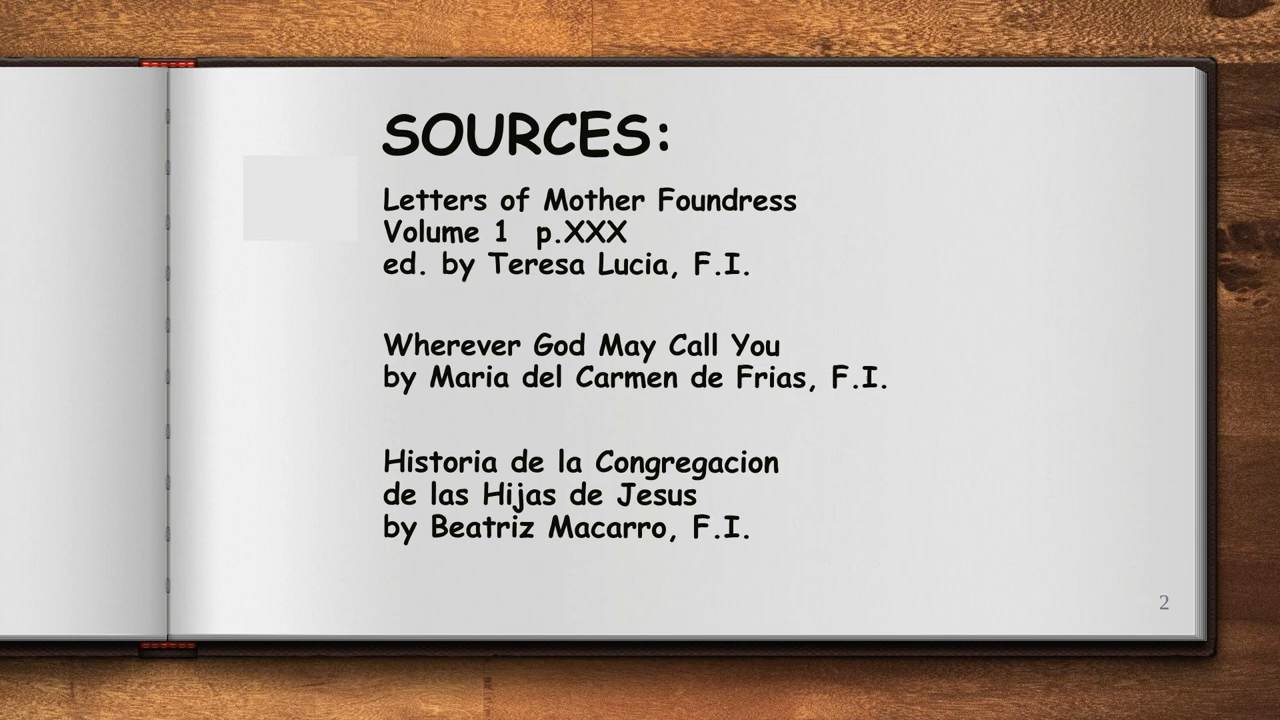 SOURCES:
Letters of Mother Foundress
Volume 1 p.XXX
ed. by Teresa Lucia, F.I.
Wherever God May Call You
by Maria del Carmen de Frias, F.I.
Historia de la Congregacion
de las Hijas de Jesus
by Beatriz Macarro, F.I.
2